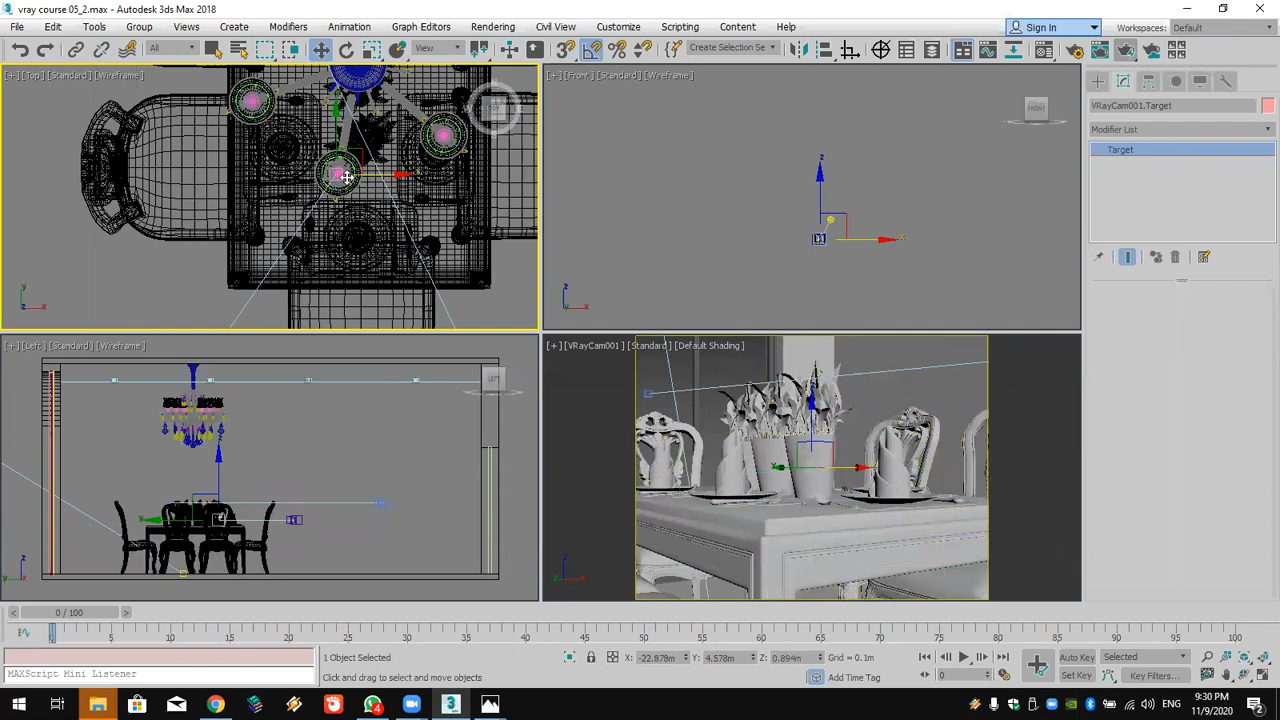 vray course 05_2.max - Autodesk 3ds Max 2018
File Edit Tools Group Views Create Modifiers Animation Graph Editors Rendering Civil View Customize Scripting Content Help Sign In Workspaces: Default
All View Create Selection Se
[+] [Top] [Standard] [Wireframe]
[+] [Front] [Standard] [Wireframe]
FRONT
VRayCam001.Target
Modifier List
Target
z
x
y
x
z
x
[+] [Left] [Standard] [Wireframe]
[+] [VRayCam001] [Standard] [Default Shading]
LEFT
0 / 100
0 5 10 15 20 25 30 35 40 45 50 55 60 65 70 75 80 85 90 95 100
MAXScript Mini Listener
1 Object Selected
Click and drag to select and move objects
X: -22.878m Y: 4.578m Z: 0.894m Grid = 0.1m
Add Time Tag
0
Auto Key Selected
Set Key Key Filters...
4
9:30 PM
11/9/2020
2